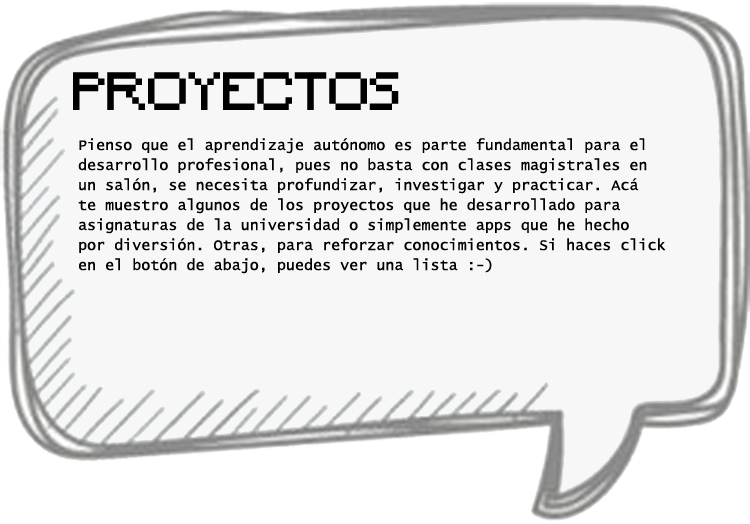 PROYECTOS
Pienso que el aprendizaje autónomo es parte fundamental para el
desarrollo profesional, pues no basta con clases magistrales en
un salón, se necesita profundizar, investigar y practicar. Acá
te muestro algunos de los proyectos que he desarrollado para
asignaturas de la universidad o simplemente apps que he hecho
por diversión. Otras, para reforzar conocimientos. Si haces click
en el botón de abajo, puedes ver una lista :-)